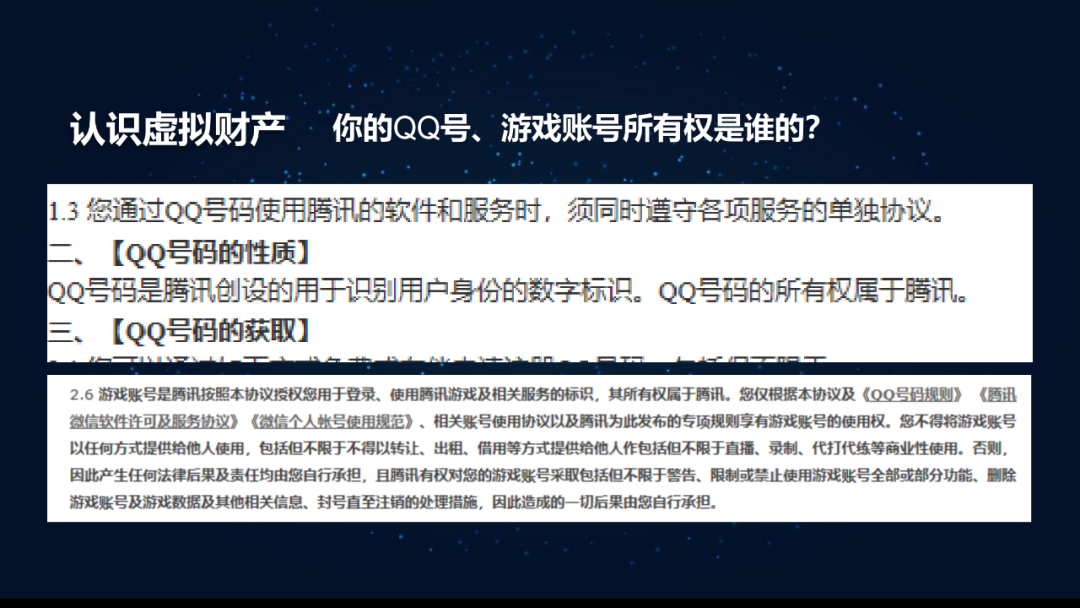 认识虚拟财产 你的QQ号、游戏账号所有权是谁的?
1.3 您通过QQ号码使用腾讯的软件和服务时，须同时遵守各项服务的单独协议。
二、【QQ号码的性质】
QQ号码是腾讯创设的用于识别用户身份的数字标识。QQ号码的所有权属于腾讯。
三、【QQ号码的获取】
2.6 游戏账号是腾讯按照本协议授权您用于登录、使用腾讯游戏及相关服务的标识，其所有权属于腾讯。您仅根据本协议及《QQ号码规则》 《腾讯
微信软件许可及服务协议》《微信个人帐号使用规范》、相关账号使用协议以及腾讯为此发布的专项规则享有游戏账号的使用权。您不得将游戏账号
以任何方式提供给他人使用，包括但不限于不得以转让、出租、借用等方式提供给他人作包括但不限于直播、录制、代打代练等商业性使用。否则，
因此产生任何法律后果及责任均由您自行承担，且腾讯有权对您的游戏账号采取包括但不限于警告、限制或禁止使用游戏账号全部或部分功能、删除
游戏账号及游戏数据及其他相关信息、封号直至注销的处理措施，因此造成的一切后果由您自行承担。